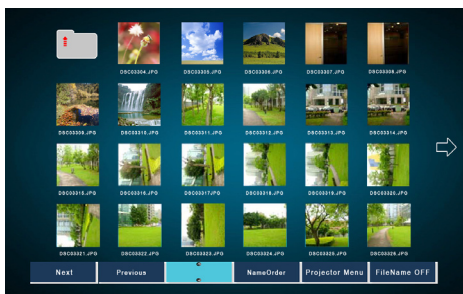 DSC03304.JPG DSC03305.JPG DSC03306.JPG DSC03307.JPG DSC03308.JPG
DSC03309.JPG DSC03310.JPG DSC03311.JPG DSC03312.JPG DSC03313.JPG DSC03314.JPG
DSC03315.JPG DSC03316.JPG DSC03317.JPG DSC03318.JPG DSC03319.JPG DSC03320.JPG
DSC03321.JPG DSC03322.JPG DSC03323.JPG DSC03324.JPG DSC03325.JPG DSC03326.JPG
Next Previous NameOrder Projector Menu FileName OFF